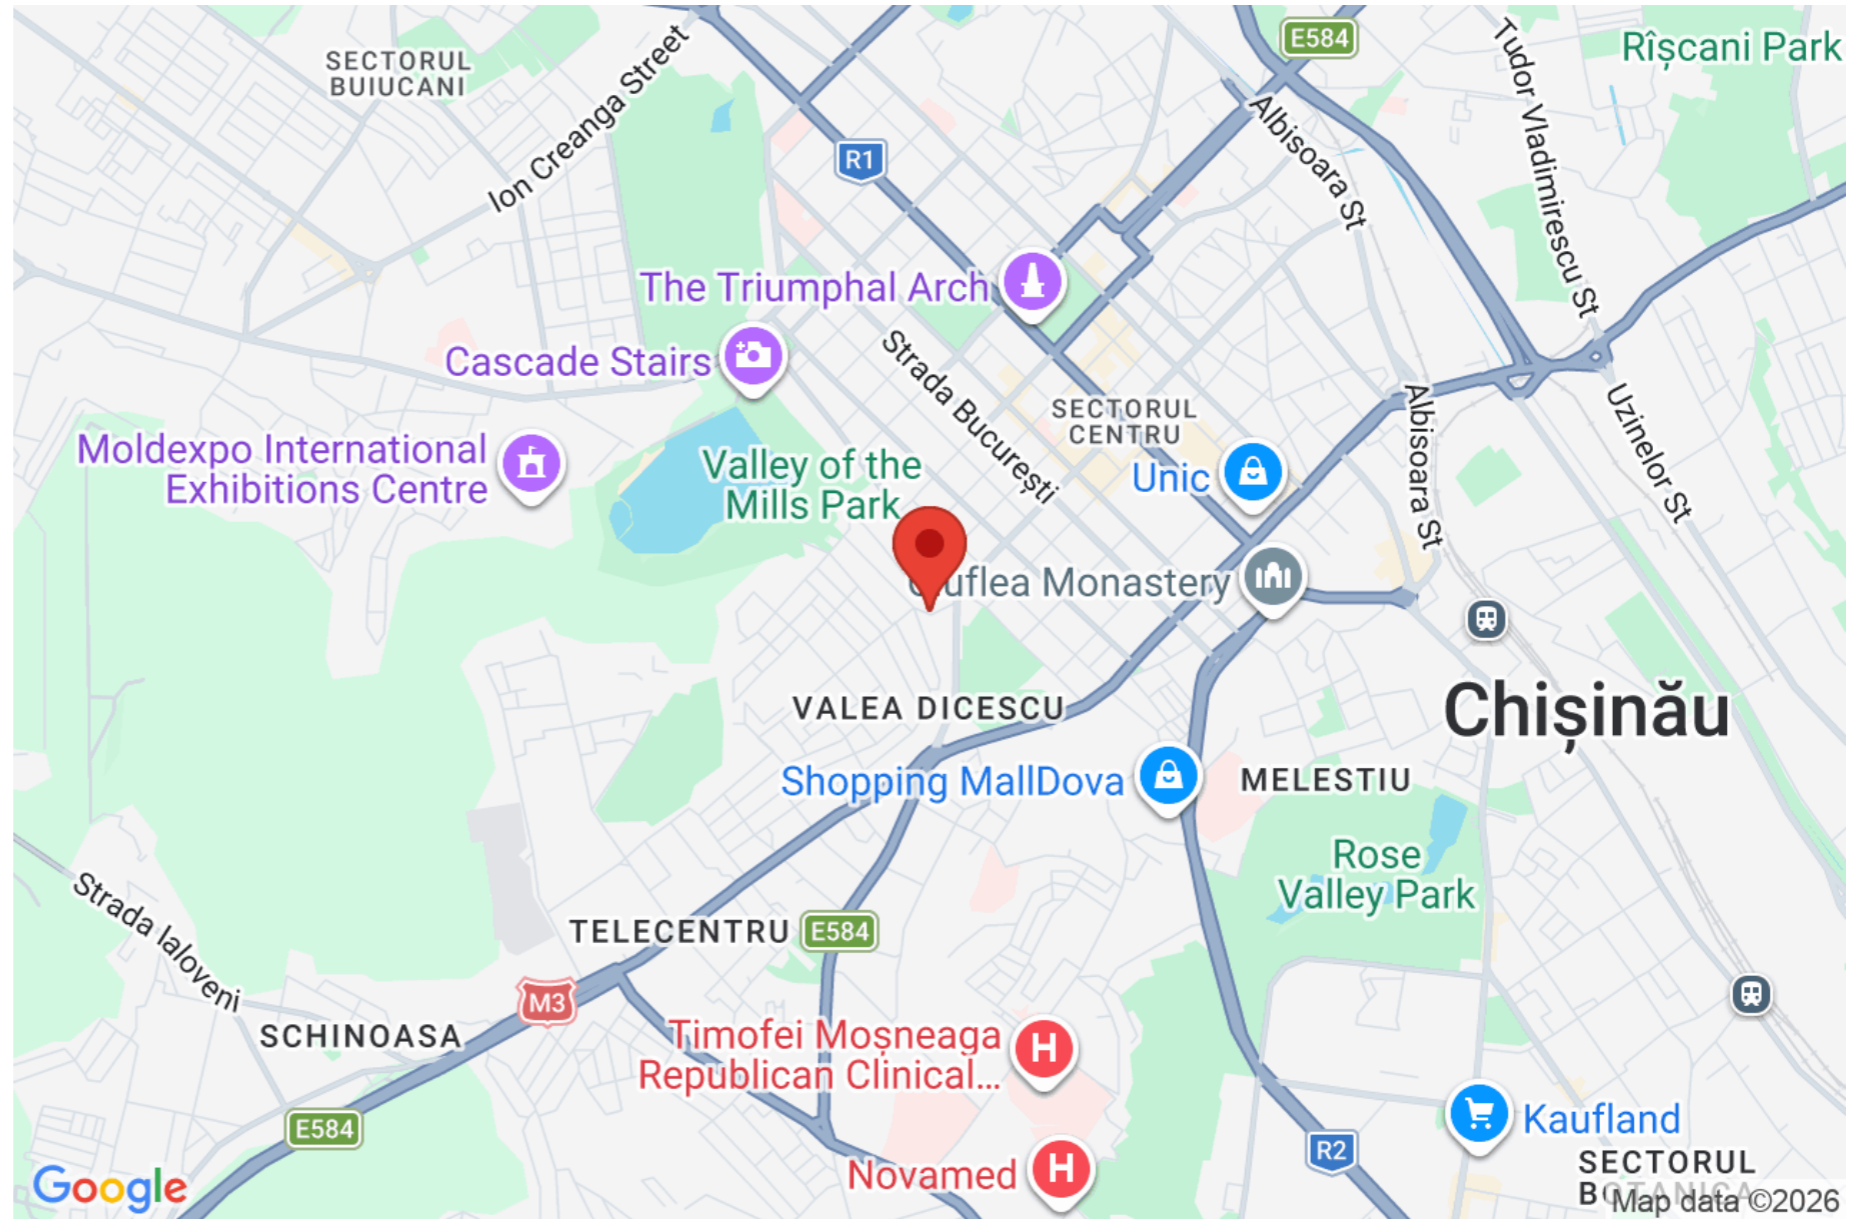 SECTORUL
BUIUCANI
Ion Creanga Street
E584
Rîșcani Park
Tudor Vladimirescu St
Albisoara St
R1
The Triumphal Arch
Cascade Stairs
Strada București
SECTORUL
CENTRU
Albisoara St
Uzinelor St
Moldexpo International
Exhibitions Centre
Valley of the
Mills Park
Unic
Monastery
VALEA DICESCU
Chișinău
Shopping MallDova
MELESTIU
Rose
Valley Park
Strada Ialoveni
TELECENTRU
E584
M3
SCHINOASA
Timofei Moșneaga
Republican Clinical...
H
Kaufland
E584
R2
Novamed
H
SECTORUL
Google
Map data ©2026